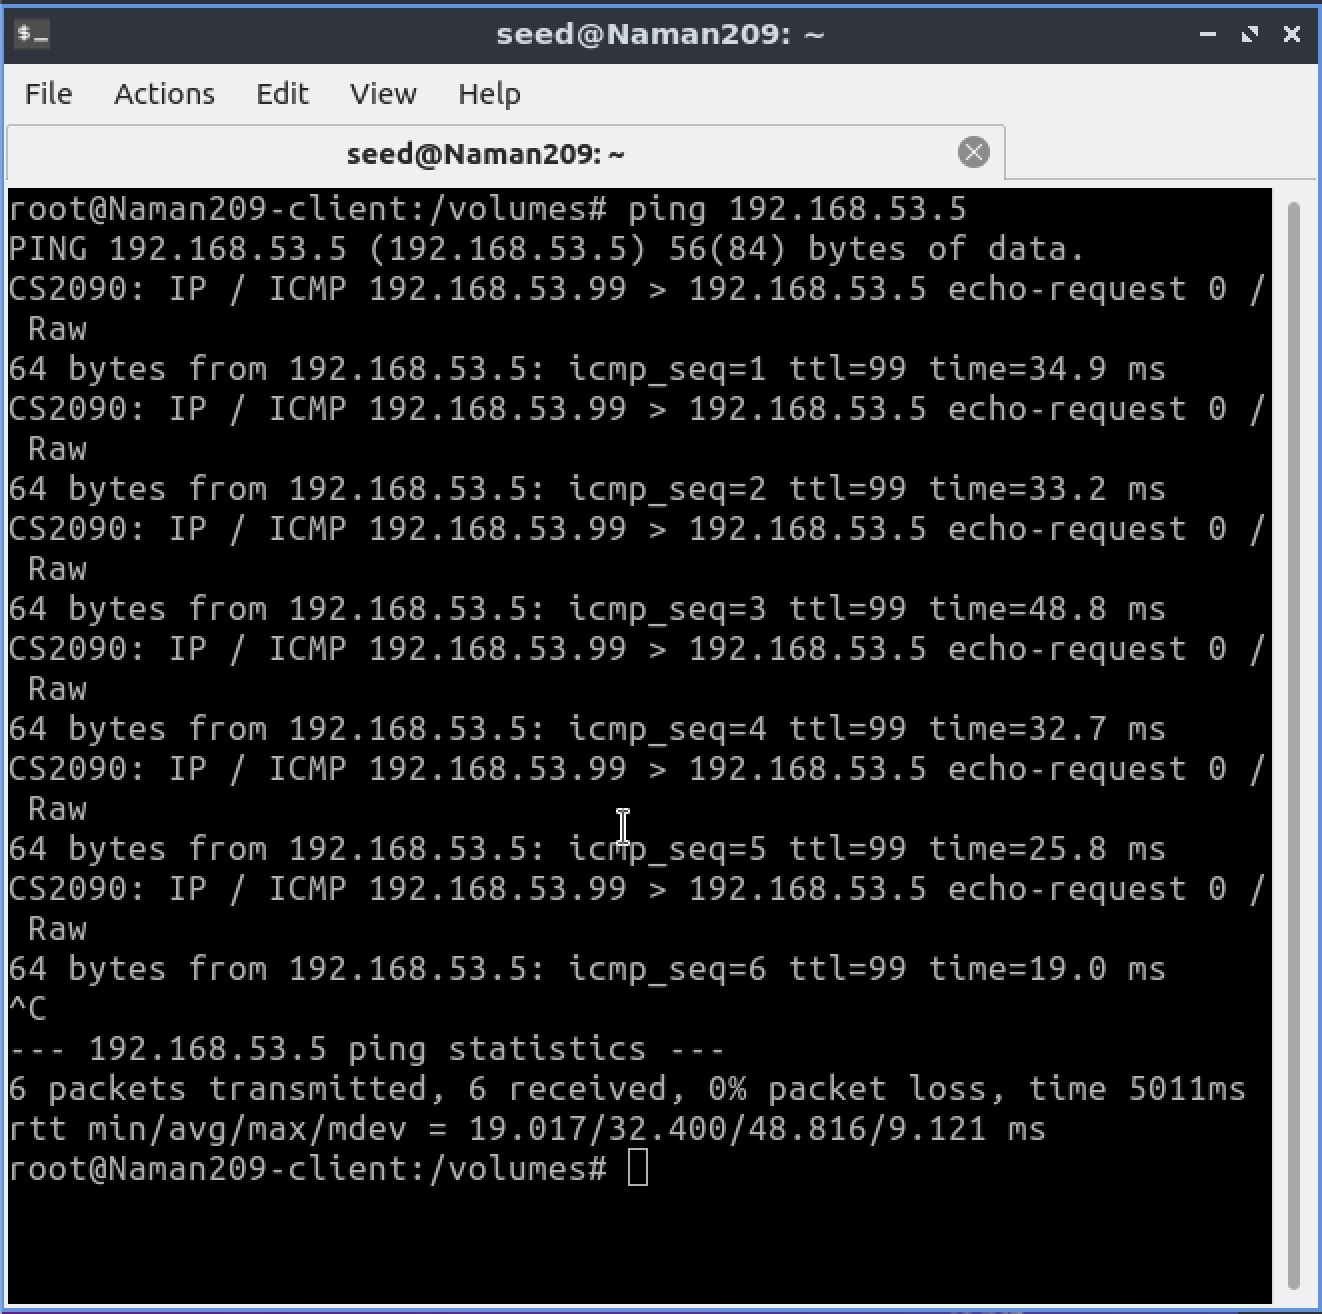 seed@Naman209: ~
File Actions Edit View Help
seed@Naman209: ~
root@Naman209-client:/volumes# ping 192.168.53.5
PING 192.168.53.5 (192.168.53.5) 56(84) bytes of data.
CS2090: IP / ICMP 192.168.53.99 > 192.168.53.5 echo-request 0 /
 Raw
64 bytes from 192.168.53.5: icmp_seq=1 ttl=99 time=34.9 ms
CS2090: IP / ICMP 192.168.53.99 > 192.168.53.5 echo-request 0 /
 Raw
64 bytes from 192.168.53.5: icmp_seq=2 ttl=99 time=33.2 ms
CS2090: IP / ICMP 192.168.53.99 > 192.168.53.5 echo-request 0 /
 Raw
64 bytes from 192.168.53.5: icmp_seq=3 ttl=99 time=48.8 ms
CS2090: IP / ICMP 192.168.53.99 > 192.168.53.5 echo-request 0 /
 Raw
64 bytes from 192.168.53.5: icmp_seq=4 ttl=99 time=32.7 ms
CS2090: IP / ICMP 192.168.53.99 > 192.168.53.5 echo-request 0 /
 Raw
64 bytes from 192.168.53.5: icmp_seq=5 ttl=99 time=25.8 ms
CS2090: IP / ICMP 192.168.53.99 > 192.168.53.5 echo-request 0 /
 Raw
64 bytes from 192.168.53.5: icmp_seq=6 ttl=99 time=19.0 ms
^C
--- 192.168.53.5 ping statistics ---
6 packets transmitted, 6 received, 0% packet loss, time 5011ms
rtt min/avg/max/mdev = 19.017/32.400/48.816/9.121 ms
root@Naman209-client:/volumes#